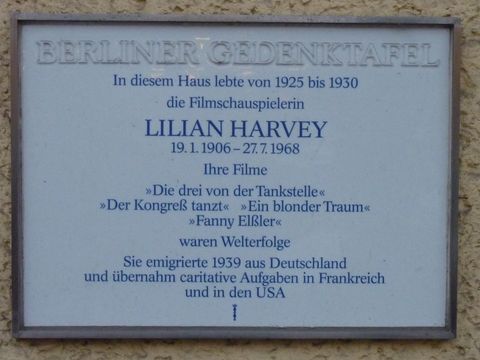 BERLINER GEDENKTAFEL
In diesem Haus lebte von 1925 bis 1930
die Filmschauspielerin
LILIAN HARVEY
19.1.1906 – 27.7.1968
Ihre Filme
»Die drei von der Tankstelle«
»Der Kongreß tanzt« »Ein blonder Traum«
»Fanny Elßler«
waren Welterfolge
Sie emigrierte 1939 aus Deutschland
und übernahm caritative Aufgaben in Frankreich
und in den USA